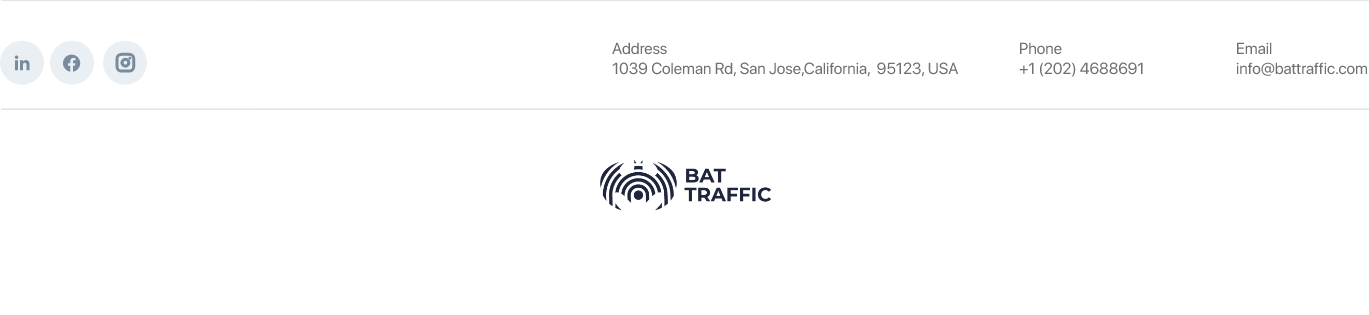 in
Address
1039 Coleman Rd, San Jose,California,  95123, USA
Phone
+1 (202) 4688691
Email
info@battraffic.com
BAT
TRAFFIC